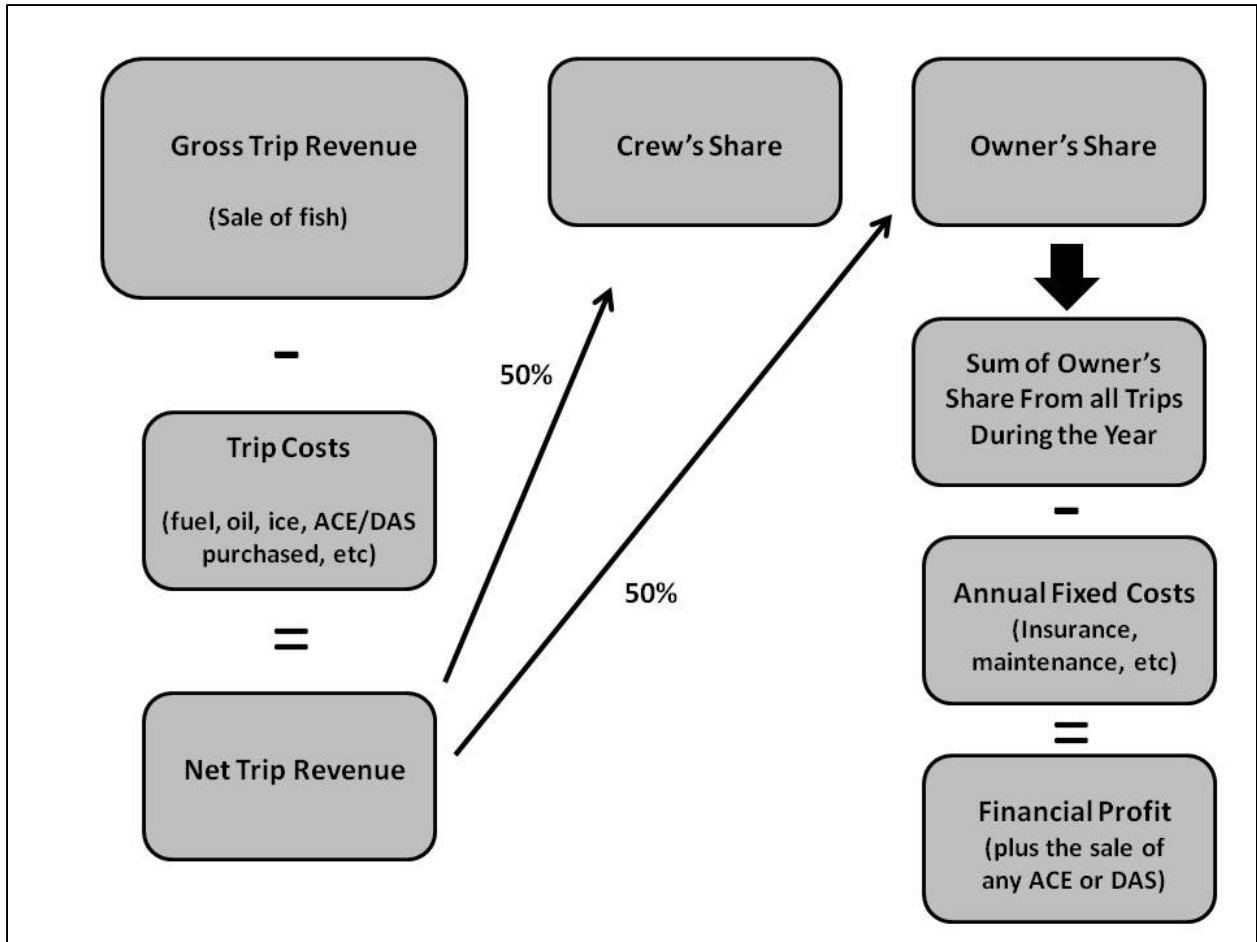 Gross Trip Revenue
(Sale of fish)
-
Trip Costs
(fuel, oil, ice, ACE/DAS
purchased, etc)
=
Net Trip Revenue
50%
50%
Crew's Share
Owner's Share
Sum of Owner's
Share From all Trips
During the Year
-
Annual Fixed Costs
(Insurance,
maintenance, etc)
=
Financial Profit
(plus the sale of
any ACE or DAS)